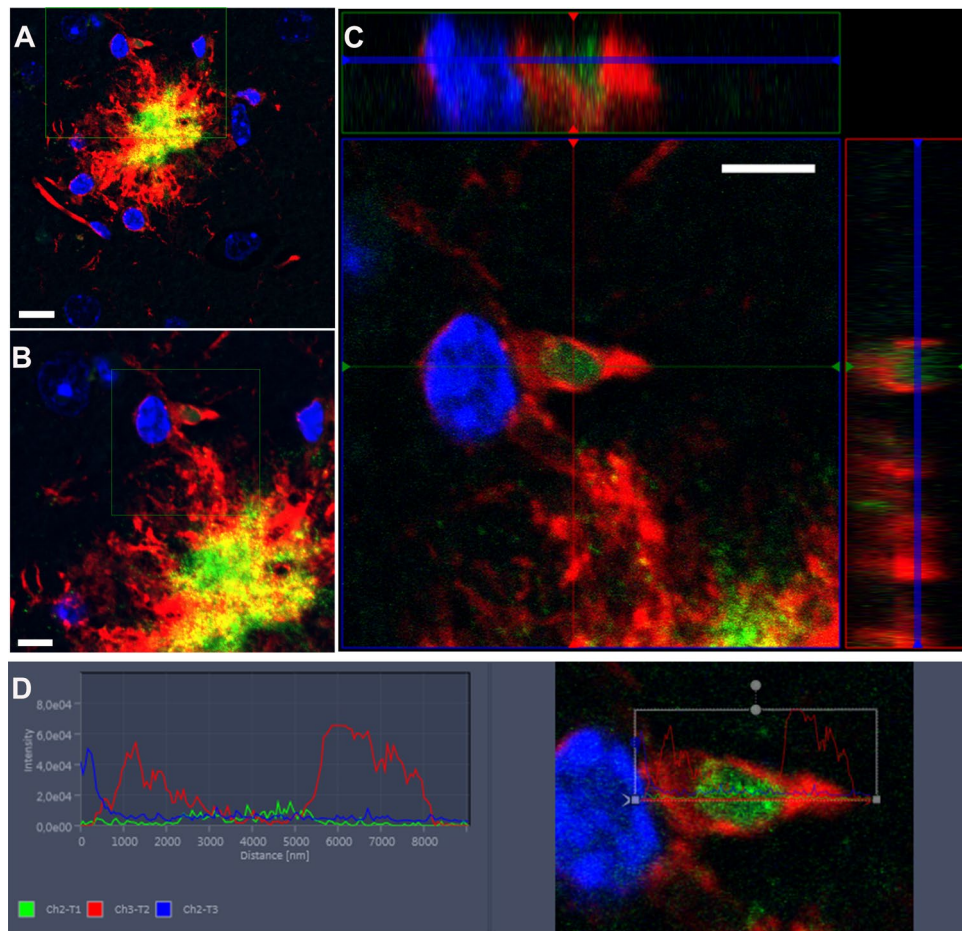 A
B
C
D
8,0e04
6,0e04
4,0e04
2,0e04
0,0e00
Intensity
0
1000
2000
3000
4000
5000
6000
7000
8000
Distance [nm]
Ch2-T1
Ch3-T2
Ch2-T3